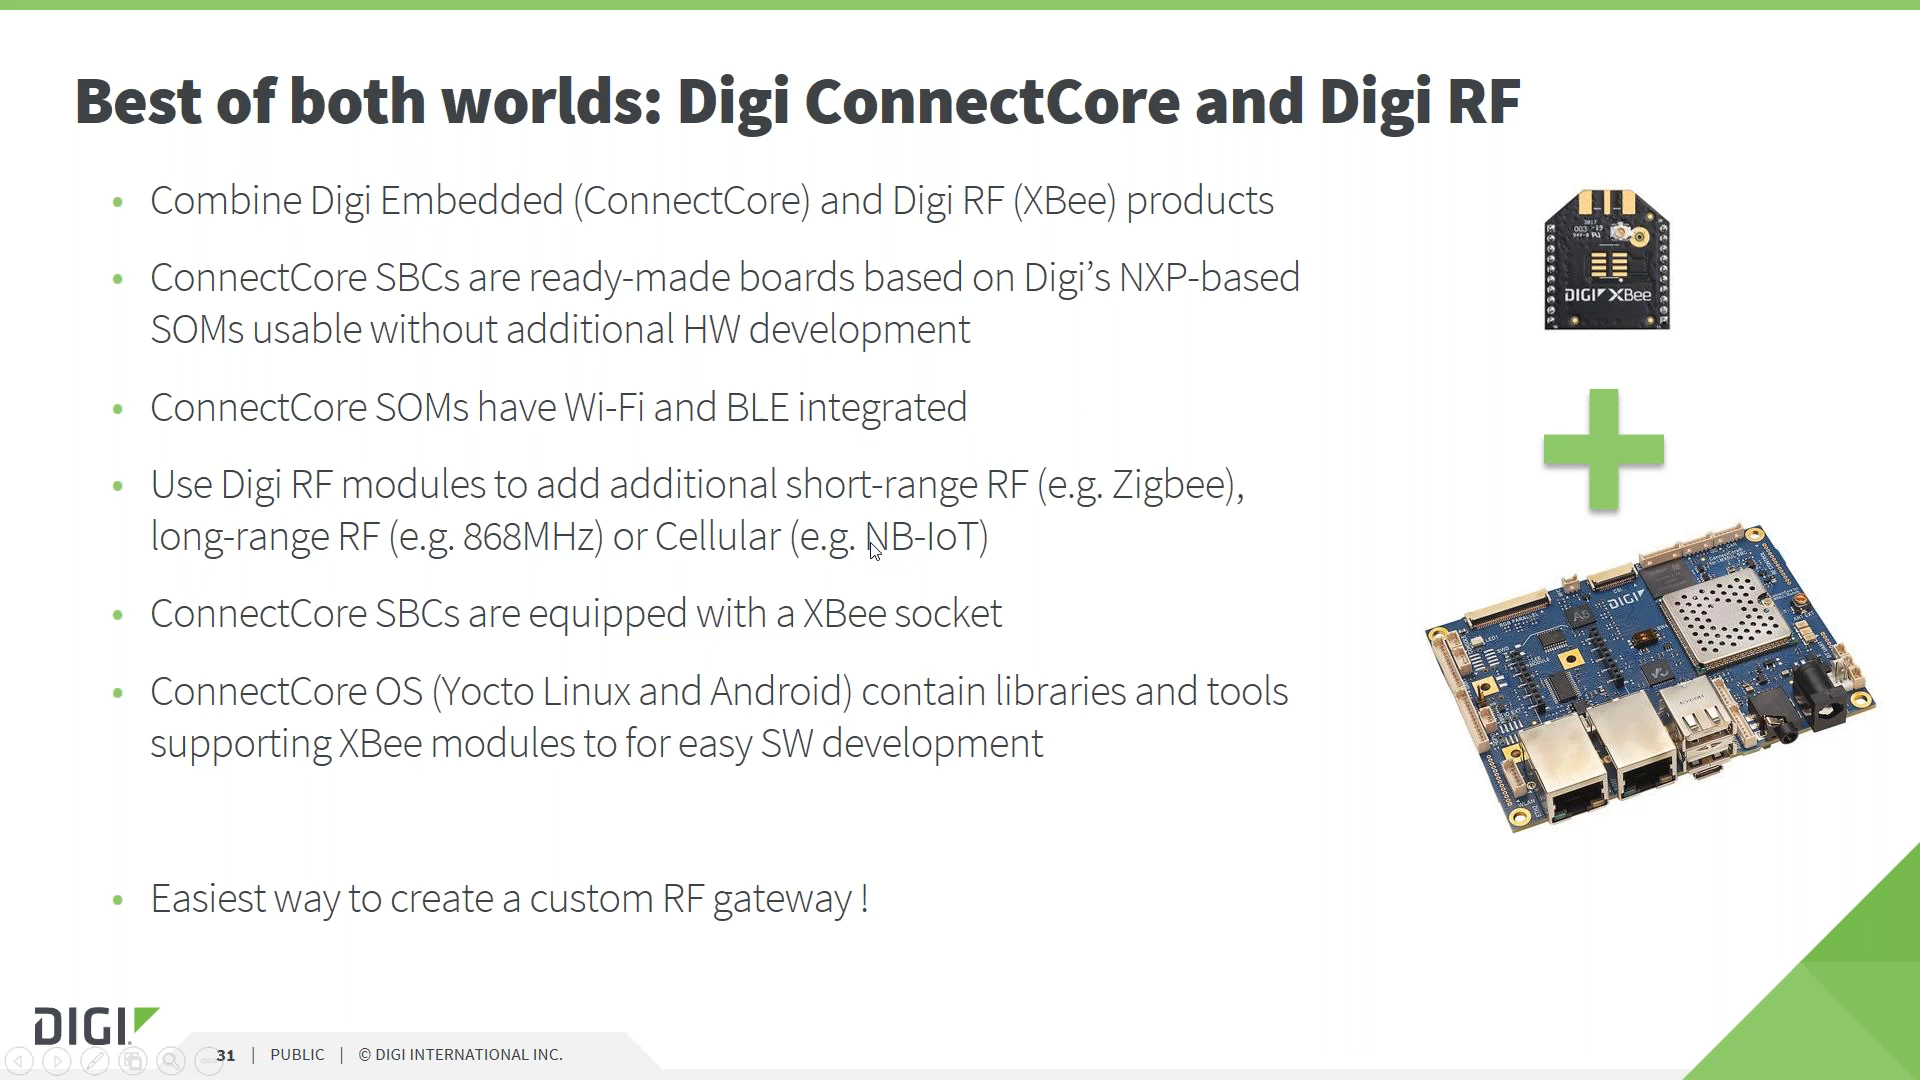 Best of both worlds: Digi ConnectCore and Digi RF
• Combine Digi Embedded (ConnectCore) and Digi RF (XBee) products
• ConnectCore SBCs are ready-made boards based on Digi’s NXP-based
SOMs usable without additional HW development
• ConnectCore SOMs have Wi-Fi and BLE integrated
• Use Digi RF modules to add additional short-range RF (e.g. Zigbee),
long-range RF (e.g. 868MHz) or Cellular (e.g. NB-IoT)
• ConnectCore SBCs are equipped with a XBee socket
• ConnectCore OS (Yocto Linux and Android) contain libraries and tools
supporting XBee modules to for easy SW development
• Easiest way to create a custom RF gateway !
DIGI XBee
DIGI
RGB PARALLEL
LED1
WLAN
DIGI
31 | PUBLIC | © DIGI INTERNATIONAL INC.